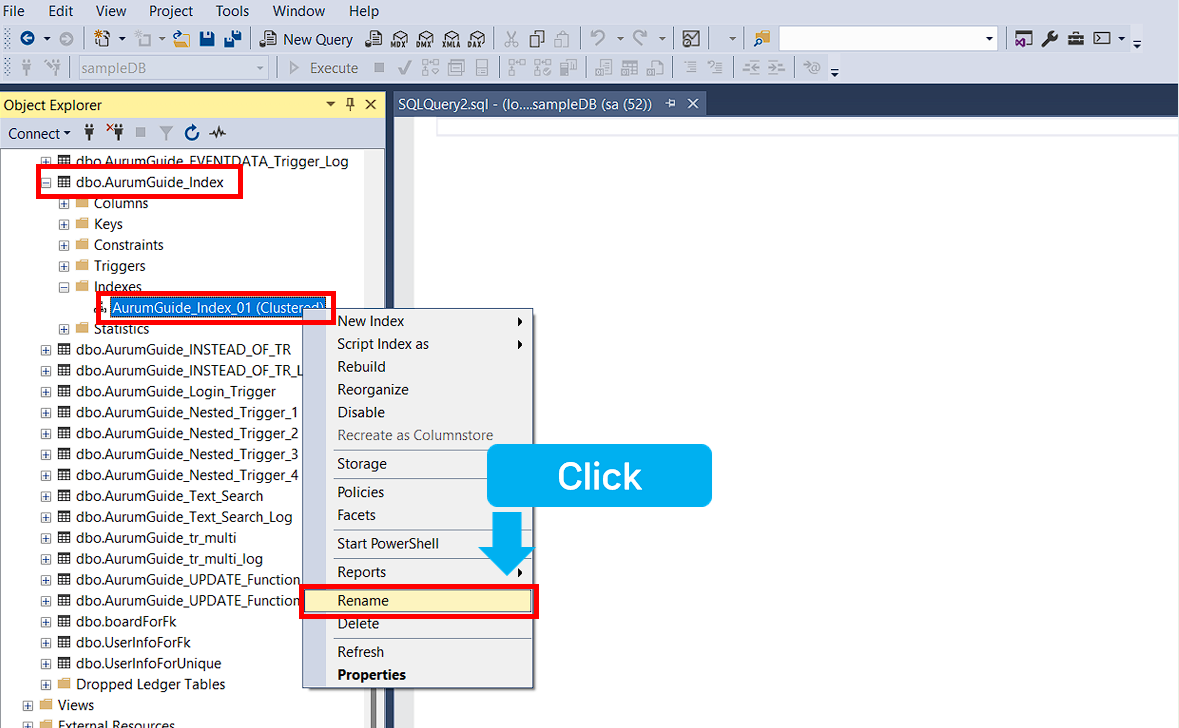 File Edit View Project Tools Window Help
New Query MDX DMX XMLA DAX
sampleDB Execute
Object Explorer
SQLQuery2.sql - (lo....sampleDB (sa (52))
Connect
dbo.AurumGuide_EVENTDATA_Trigger_Log
dbo.AurumGuide_Index
Columns
Keys
Constraints
Triggers
Indexes
AurumGuide_Index_01 (Clustered)
Statistics
dbo.AurumGuide_INSTEAD_OF_TR
dbo.AurumGuide_INSTEAD_OF_TR_L
dbo.AurumGuide_Login_Trigger
dbo.AurumGuide_Nested_Trigger_1
dbo.AurumGuide_Nested_Trigger_2
dbo.AurumGuide_Nested_Trigger_3
dbo.AurumGuide_Nested_Trigger_4
dbo.AurumGuide_Text_Search
dbo.AurumGuide_Text_Search_Log
dbo.AurumGuide_tr_multi
dbo.AurumGuide_tr_multi_log
dbo.AurumGuide_UPDATE_Function
dbo.AurumGuide_UPDATE_Function
dbo.boardForFk
dbo.UserInfoForFk
dbo.UserInfoForUnique
Dropped Ledger Tables
Views
External Resources
New Index
Script Index as
Rebuild
Reorganize
Disable
Recreate as Columnstore
Storage
Policies
Facets
Start PowerShell
Reports
Rename
Delete
Refresh
Properties
Click